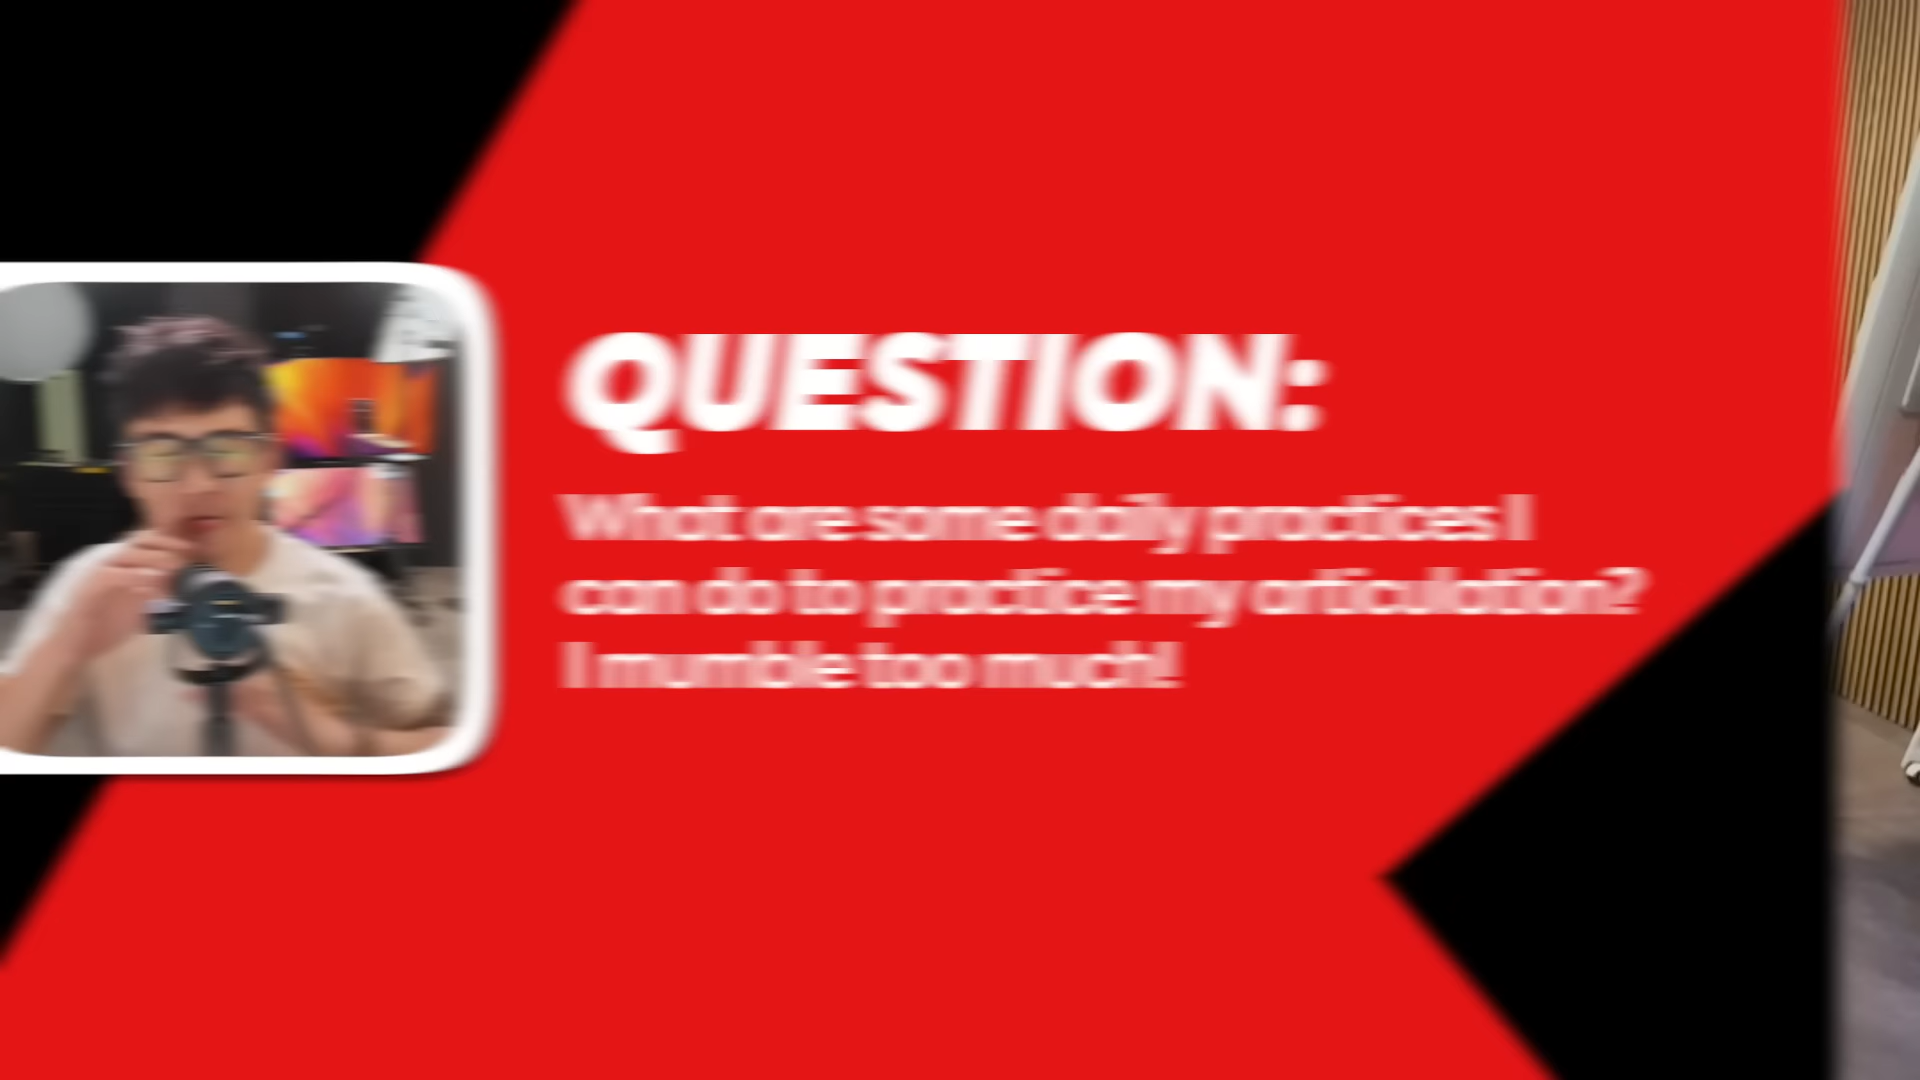 QUESTION:
What are some daily practices I
can do to practice my articulation?
I mumble too much!